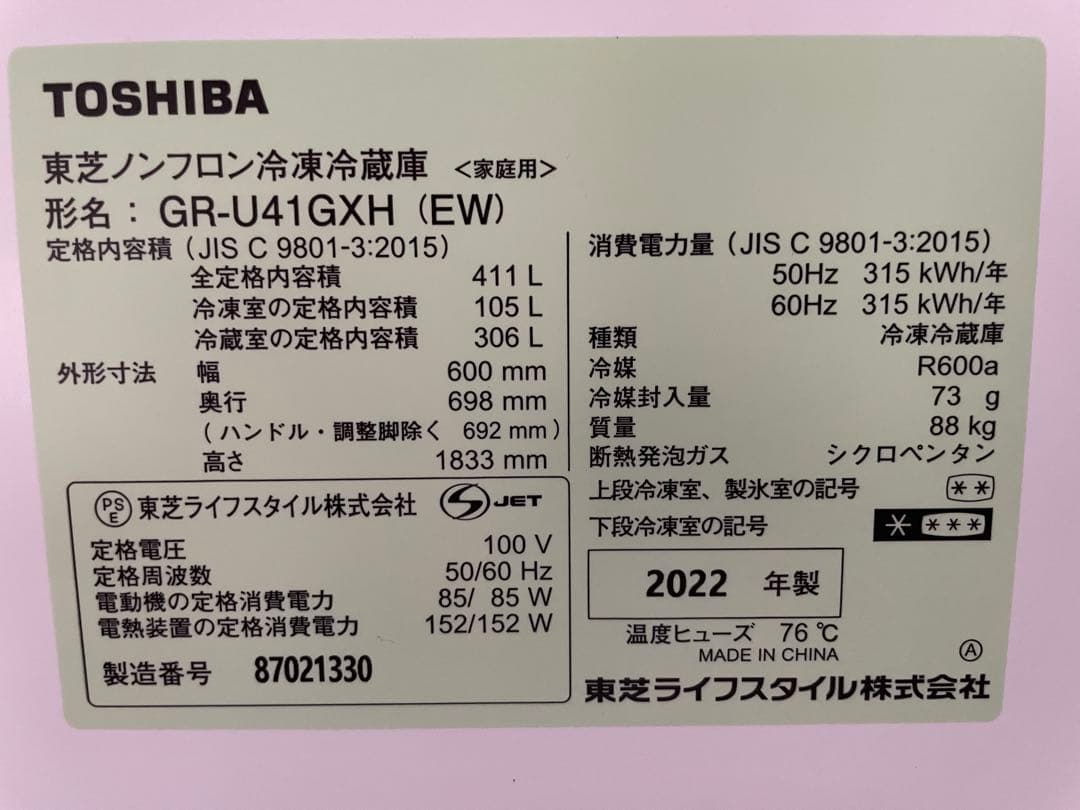 TOSHIBA
東芝ノンフロン冷凍冷蔵庫 <家庭用>
形名： GR-U41GXH (EW)
定格内容積 (JIS C 9801-3:2015)
全定格内容積 411 L
冷凍室の定格内容積 105 L
冷蔵室の定格内容積 306 L
外形寸法 幅 600 mm
奥行 698 mm
(ハンドル・調整脚除く 692 mm)
高さ 1833 mm
消費電力量 (JIS C 9801-3:2015)
50Hz 315 kWh/年
60Hz 315 kWh/年
種類 冷凍冷蔵庫
冷媒 R600a
冷媒封入量 73 g
質量 88 kg
断熱発泡ガス シクロペンタン
上段冷凍室、製氷室の記号 **
下段冷凍室の記号 * ***
PSE 東芝ライフスタイル株式会社 S JET
定格電圧 100 V
定格周波数 50/60 Hz
電動機の定格消費電力 85/ 85 W
電熱装置の定格消費電力 152/152 W
製造番号 87021330
2022 年製
温度ヒューズ 76 ℃
MADE IN CHINA
Ⓐ
東芝ライフスタイル株式会社